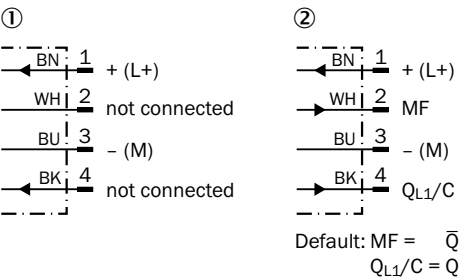 ① ②
BN 1 + (L+) BN 1 + (L+)
WH 2 not connected WH 2 MF
BU 3 – (M) BU 3 – (M)
BK 4 not connected BK 4 QL1/C
Default: MF = Q̅
QL1/C = Q